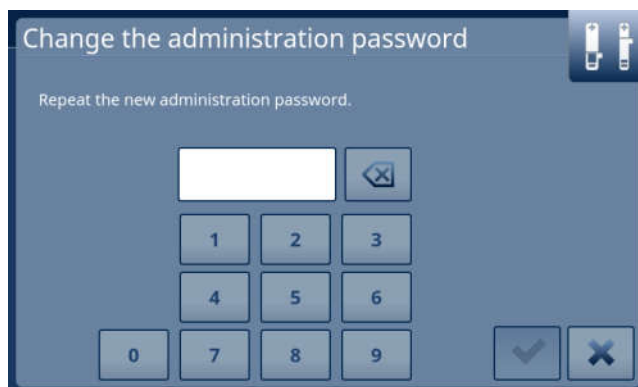 Change the administration password
Repeat the new administration password.
1 2 3
4 5 6
0 7 8 9